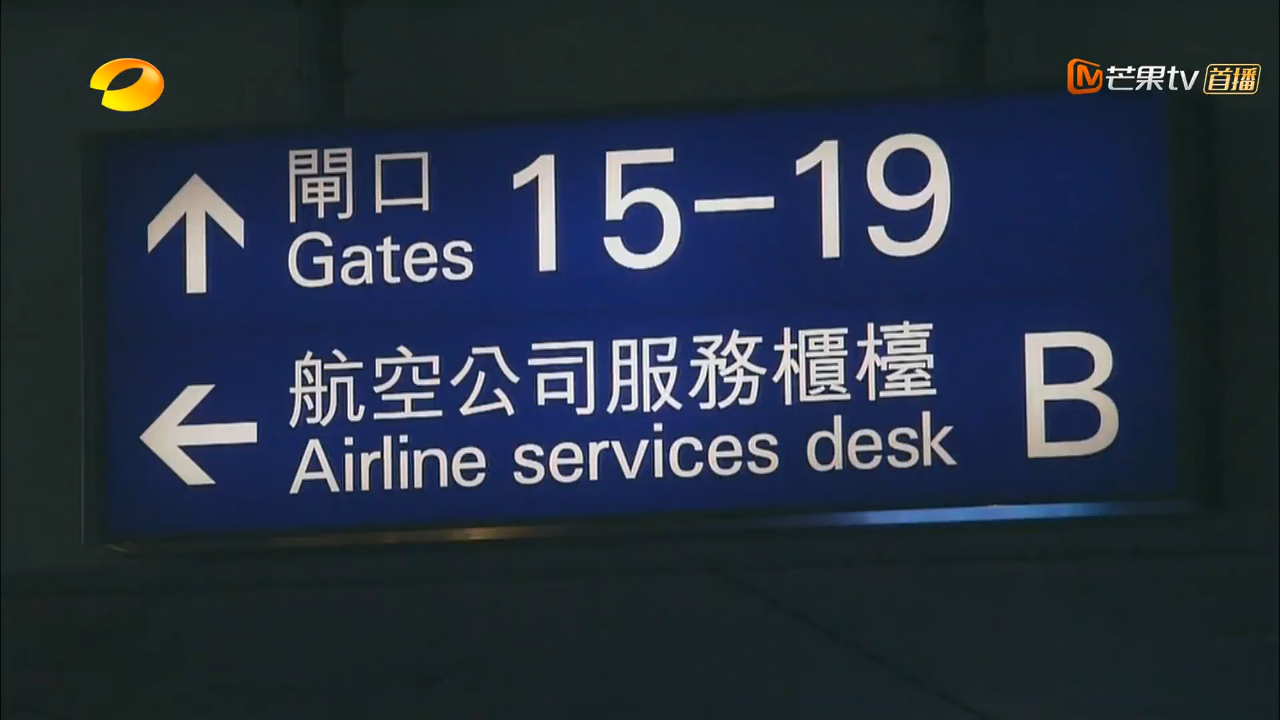 芒果tv 首播
閘口 15-19
Gates
航空公司服務櫃檯 B
Airline services desk